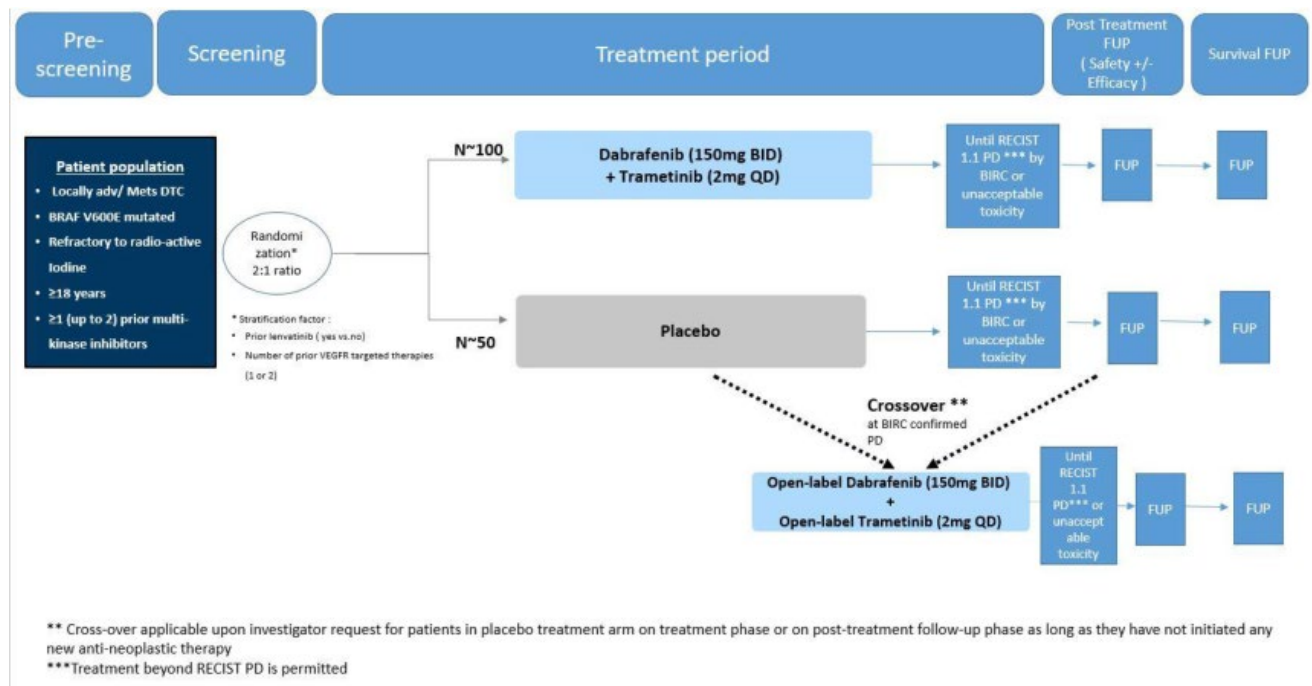 Pre-
screening
Screening
Treatment period
Post Treatment
FUP
( Safety +/-
Efficacy )
Survival FUP
Patient population
• Locally adv/ Mets DTC
• BRAF V600E mutated
• Refractory to radio-active
Iodine
• ≥18 years
• ≥1 (up to 2) prior multi-
kinase inhibitors
Randomi
zation*
2:1 ratio
* Stratification factor :
• Prior lenvatinib ( yes vs.no)
• Number of prior VEGFR targeted therapies
(1 or 2)
N~100
Dabrafenib (150mg BID)
+ Trametinib (2mg QD)
Until RECIST
1.1 PD *** by
BIRC or
unacceptable
toxicity
FUP
FUP
N~50
Placebo
Until RECIST
1.1 PD *** by
BIRC or
unacceptable
toxicity
FUP
FUP
Crossover **
at BIRC confirmed
PD
Open-label Dabrafenib (150mg BID)
+
Open-label Trametinib (2mg QD)
Until
RECIST
1.1
PD*** or
unaccept
able
toxicity
FUP
FUP
** Cross-over applicable upon investigator request for patients in placebo treatment arm on treatment phase or on post-treatment follow-up phase as long as they have not initiated any
new anti-neoplastic therapy
***Treatment beyond RECIST PD is permitted